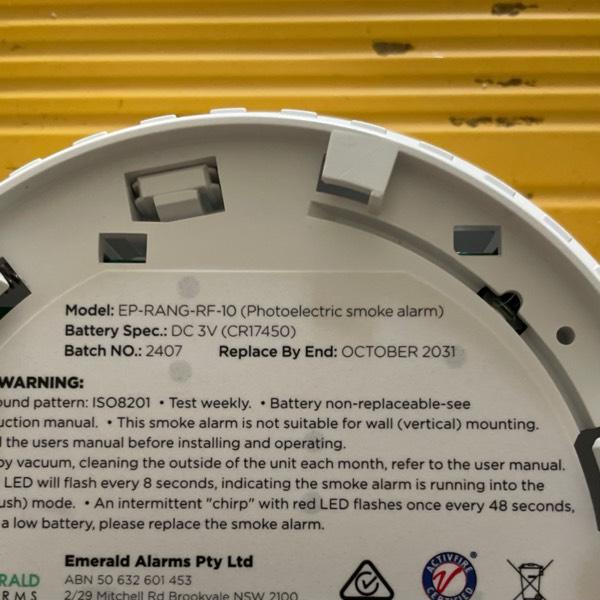 Model: EP-RANG-RF-10 (Photoelectric smoke alarm)
Battery Spec.: DC 3V (CR17450)
Batch NO.: 2407 Replace By End: OCTOBER 2031
WARNING:
ound pattern: ISO8201 • Test weekly. • Battery non-replaceable-see
uction manual. • This smoke alarm is not suitable for wall (vertical) mounting.
d the users manual before installing and operating.
by vacuum, cleaning the outside of the unit each month, refer to the user manual.
LED will flash every 8 seconds, indicating the smoke alarm is running into the
ush) mode. • An intermittent "chirp" with red LED flashes once every 48 seconds,
a low battery, please replace the smoke alarm.
Emerald Alarms Pty Ltd
ABN 50 632 601 453
2/29 Mitchell Rd Brookvale NSW 2100
RALD
RMS
ACTIVFIRE
CERTIFIED